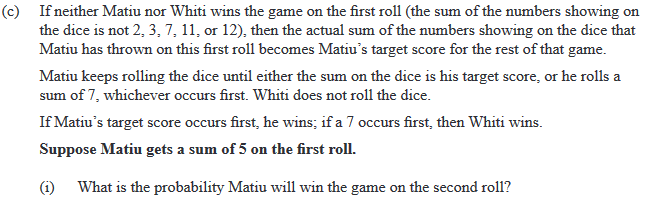 (c) If neither Matiu nor Whiti wins the game on the first roll (the sum of the numbers showing on
the dice is not 2, 3, 7, 11, or 12), then the actual sum of the numbers showing on the dice that
Matiu has thrown on this first roll becomes Matiu’s target score for the rest of that game.
Matiu keeps rolling the dice until either the sum on the dice is his target score, or he rolls a
sum of 7, whichever occurs first. Whiti does not roll the dice.
If Matiu’s target score occurs first, he wins; if a 7 occurs first, then Whiti wins.
Suppose Matiu gets a sum of 5 on the first roll.
(i) What is the probability Matiu will win the game on the second roll?